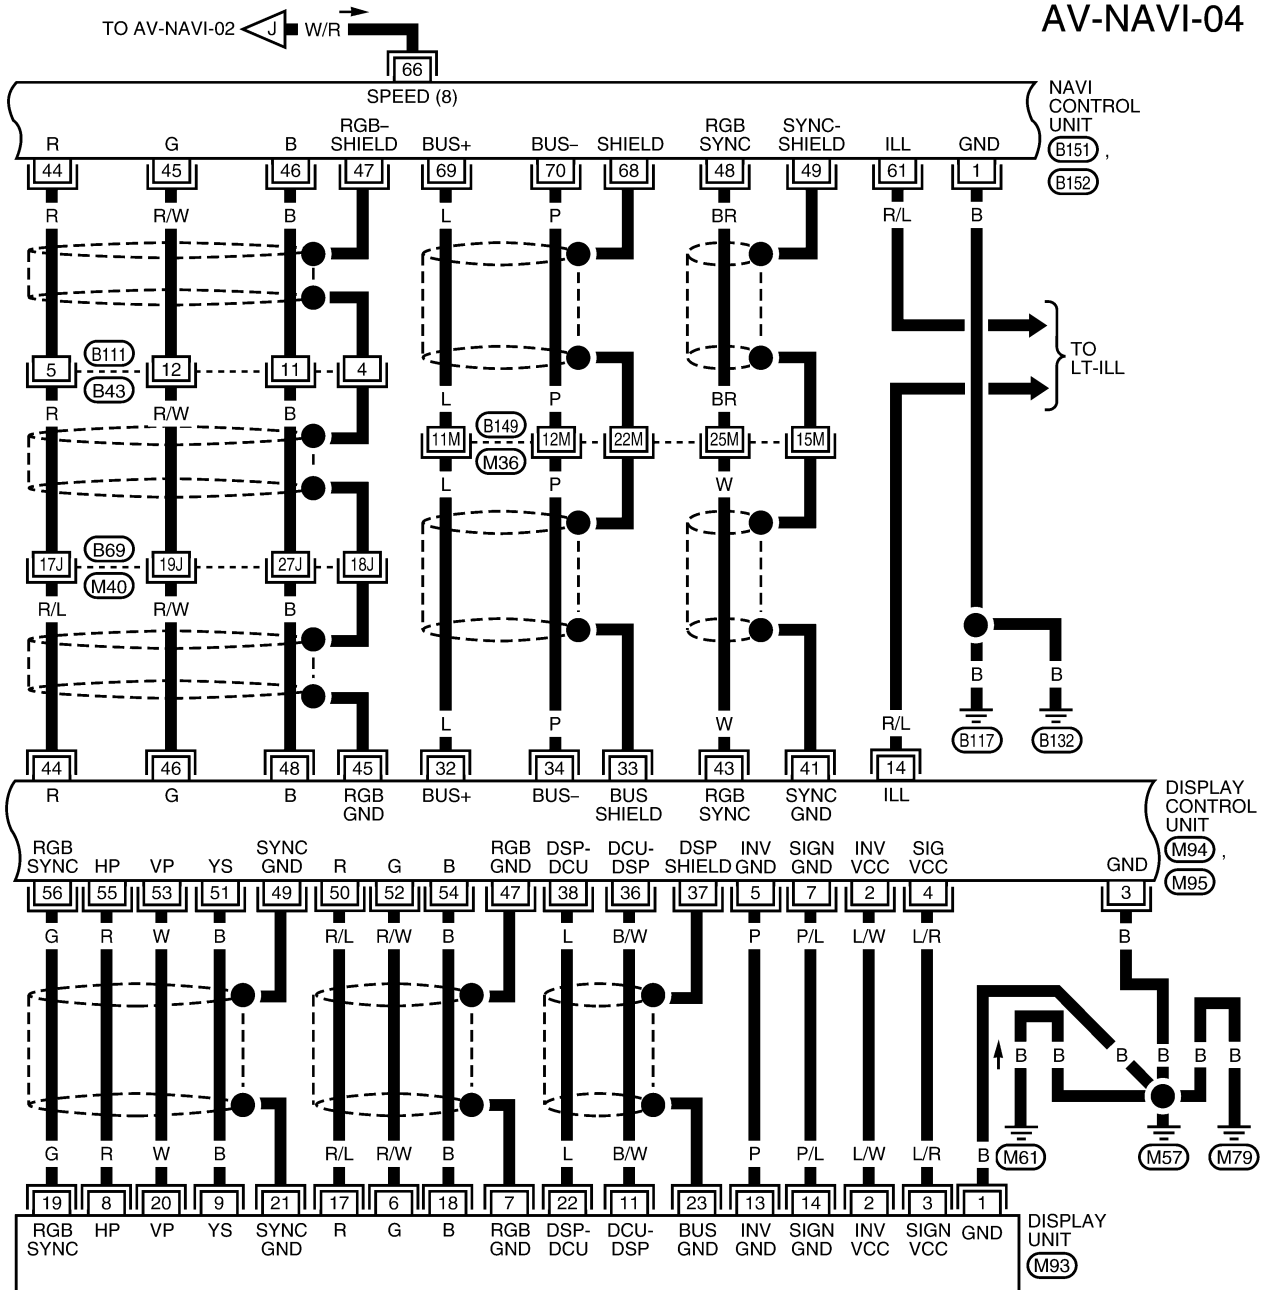 AV-NAVI-04
TO AV-NAVI-02 J W/R
66
SPEED (8)
NAVI
CONTROL
UNIT
B151 ,
B152
R G B RGB–
SHIELD BUS+ BUS– SHIELD RGB
SYNC SYNC-
SHIELD ILL GND
44 45 46 47 69 70 68 48 49 61 1
R R/W B L P BR R/L B
TO
LT-ILL
B111
5 12 11 4
B43
R R/W B L P BR
B149
11M 12M 22M 25M 15M
M36
L P W
B69
17J 19J 27J 18J
M40
R/L R/W B
B B
L P W R/L
B117 B132
44 46 48 45 32 34 33 43 41 14
R G B RGB
GND BUS+ BUS– BUS
SHIELD RGB
SYNC SYNC
GND ILL
DISPLAY
CONTROL
UNIT
M94 ,
M95
RGB
SYNC HP VP YS SYNC
GND R G B RGB
GND DSP-
DCU DCU-
DSP DSP
SHIELD INV
GND SIGN
GND INV
VCC SIG
VCC GND
56 55 53 51 49 50 52 54 47 38 36 37 5 7 2 4 3
G R W B R/L R/W B L B/W P P/L L/W L/R B
B B B B B B
G R W B R/L R/W B L B/W P P/L L/W L/R B
M61 M57 M79
19 8 20 9 21 17 6 18 7 22 11 23 13 14 2 3 1
RGB
SYNC HP VP YS SYNC
GND R G B RGB
GND DSP-
DCU DCU-
DSP BUS
GND INV
GND SIGN
GND INV
VCC SIGN
VCC GND
DISPLAY
UNIT
M93